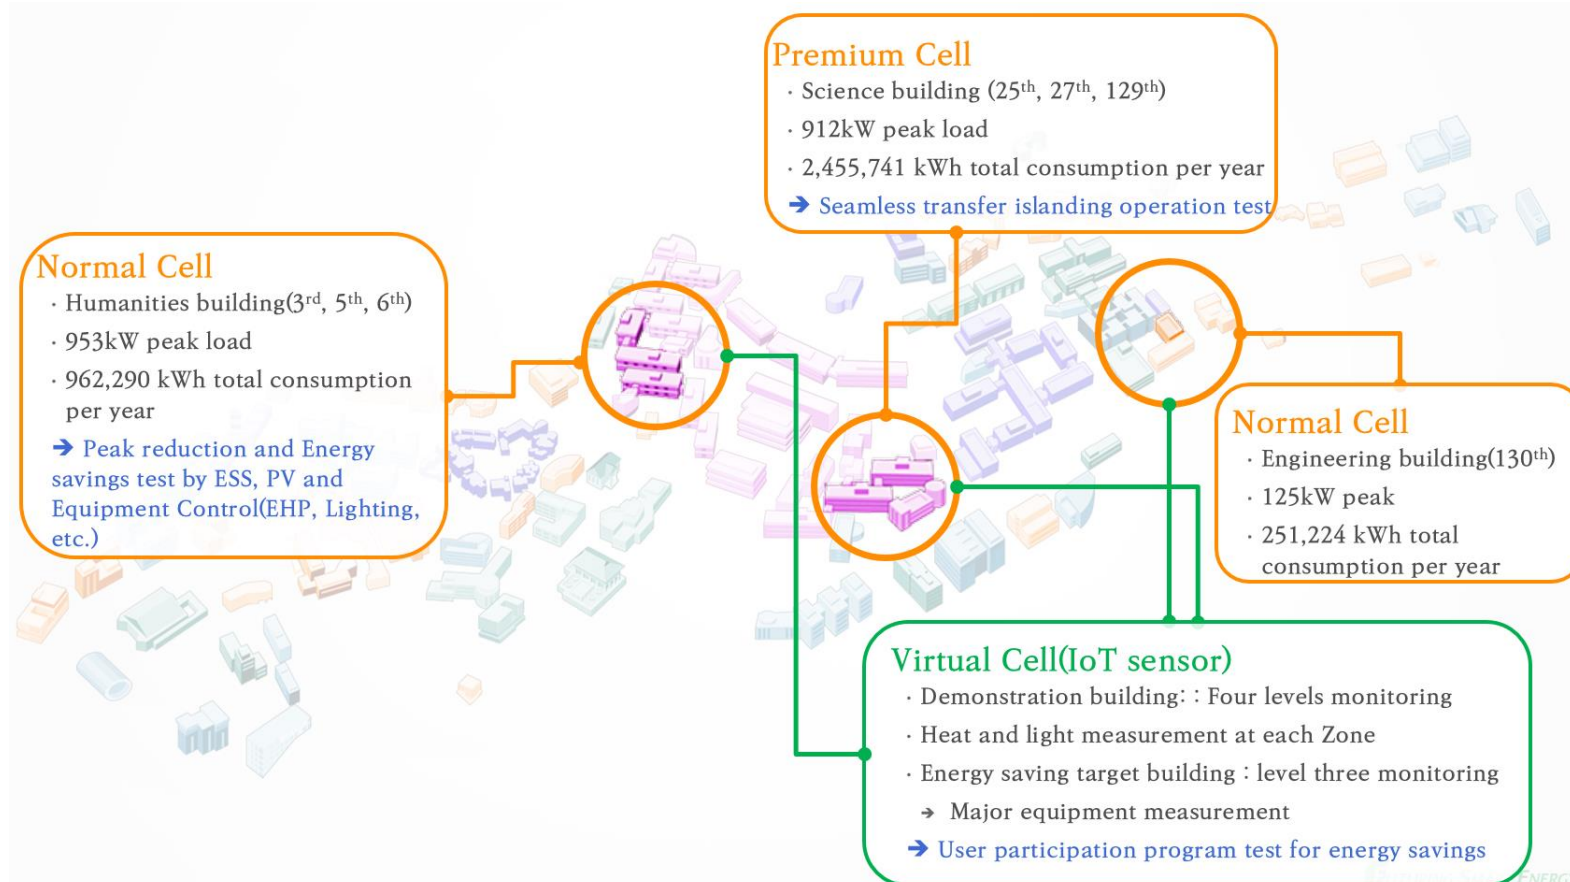 Premium Cell
· Science building (25th, 27th, 129th)
· 912kW peak load
· 2,455,741 kWh total consumption per year
➔ Seamless transfer islanding operation test
Normal Cell
· Humanities building(3rd, 5th, 6th)
· 953kW peak load
· 962,290 kWh total consumption
per year
➔ Peak reduction and Energy
savings test by ESS, PV and
Equipment Control(EHP, Lighting,
etc.)
Normal Cell
· Engineering building(130th)
· 125kW peak
· 251,224 kWh total
consumption per year
Virtual Cell(IoT sensor)
· Demonstration building: : Four levels monitoring
· Heat and light measurement at each Zone
· Energy saving target building : level three monitoring
➔ Major equipment measurement
➔ User participation program test for energy savings